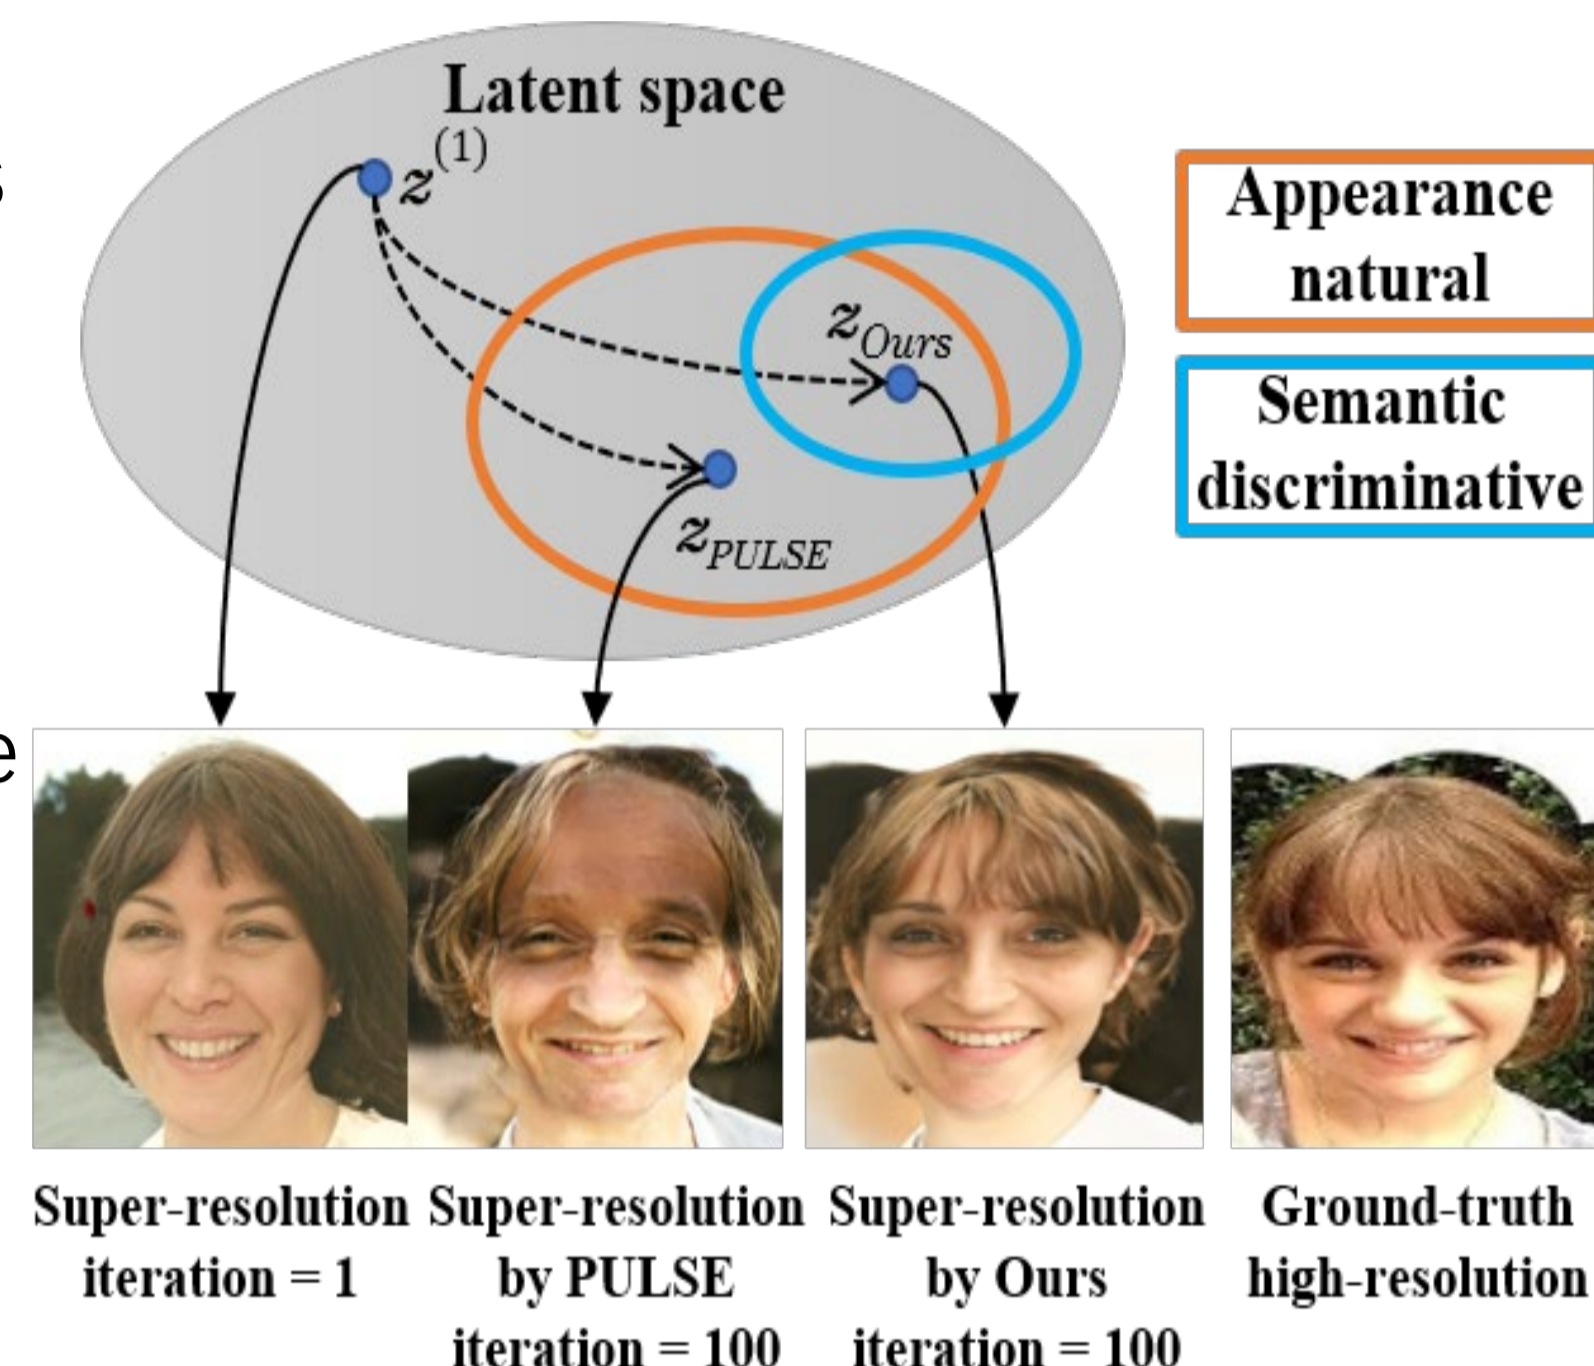 Latent space
z(1)
s
Appearance
natural
zOurs
Semantic
discriminative
zPULSE
e
Super-resolution
iteration = 1
Super-resolution
by PULSE
iteration = 100
Super-resolution
by Ours
iteration = 100
Ground-truth
high-resolution